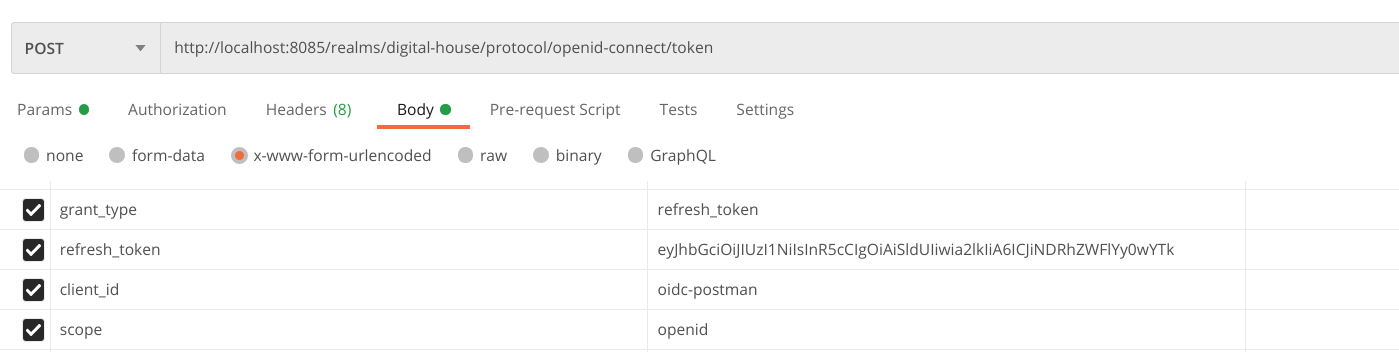 POST http://localhost:8085/realms/digital-house/protocol/openid-connect/token
Params Authorization Headers (8) Body Pre-request Script Tests Settings
none form-data x-www-form-urlencoded raw binary GraphQL
grant_type refresh_token
refresh_token eyJhbGciOiJIUzI1NiIsInR5cCIgOiAiSldUIiwia2lkIiA6ICJiNDRhZWFlYy0wYTk
client_id oidc-postman
scope openid